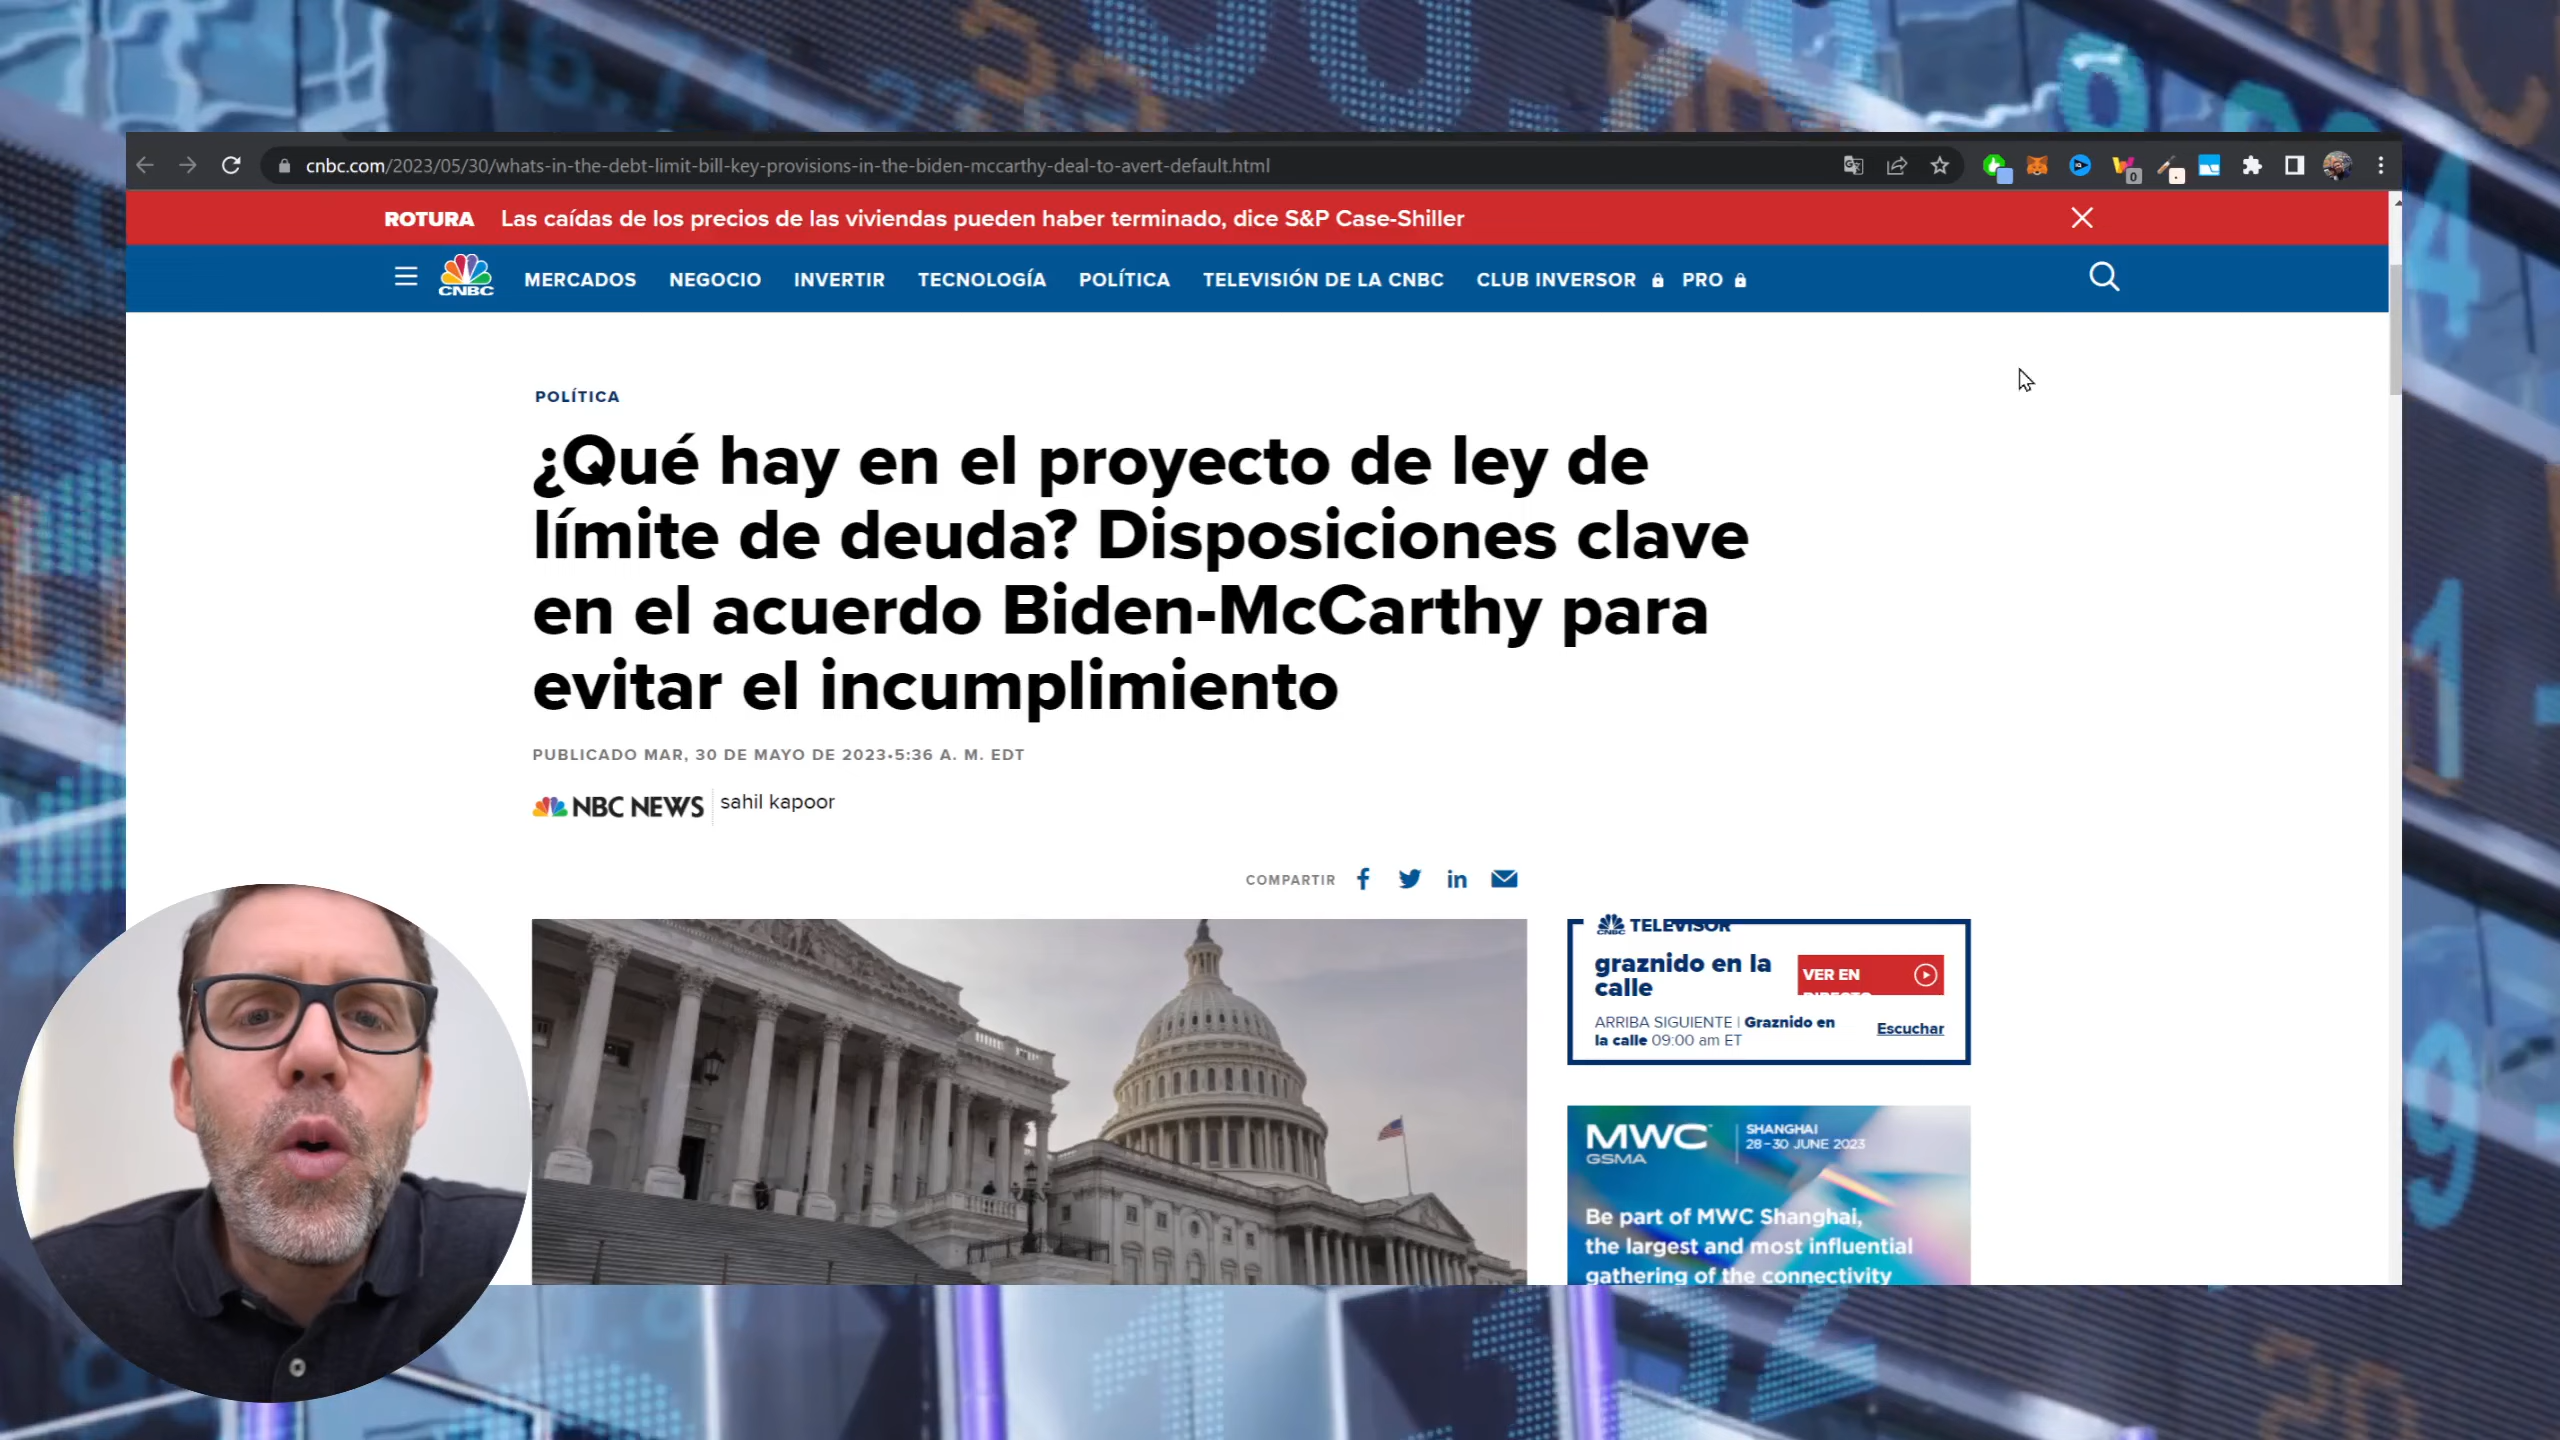 cnbc.com/2023/05/30/whats-in-the-debt-limit-bill-key-provisions-in-the-biden-mccarthy-deal-to-avert-default.html
0
ROTURA Las caídas de los precios de las viviendas pueden haber terminado, dice S&P Case-Shiller
CNBC MERCADOS NEGOCIO INVERTIR TECNOLOGÍA POLÍTICA TELEVISIÓN DE LA CNBC CLUB INVERSOR PRO
POLÍTICA
¿Qué hay en el proyecto de ley de
límite de deuda? Disposiciones clave
en el acuerdo Biden-McCarthy para
evitar el incumplimiento
PUBLICADO MAR, 30 DE MAYO DE 2023•5:36 A. M. EDT
NBC NEWS sahil kapoor
COMPARTIR
CNBC TELEVISOR
graznido en la
calle
VER EN
DIRECTO
ARRIBA SIGUIENTE | Graznido en
la calle 09:00 am ET
Escuchar
MWC
GSMA
SHANGHAI
28–30 JUNE 2023
Be part of MWC Shanghai,
the largest and most influential
gathering of the connectivity